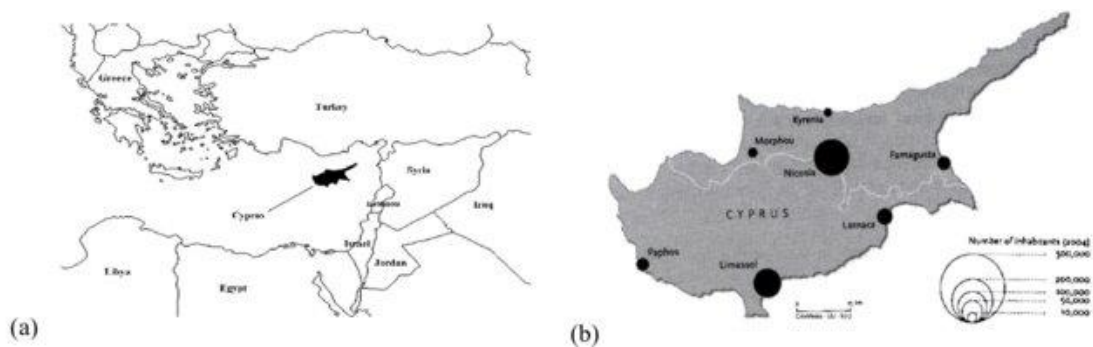 Greece
Turkey
Syria
Cyprus
Iraq
Israel
Jordan
Libya
Egypt
(a)
Kyrenia
Morphou
Famagusta
Nicosia
CYPRUS
Larnaca
Paphos
Limassol
Number of inhabitants (2004)
500,000
200,000
100,000
50,000
10,000
(b)